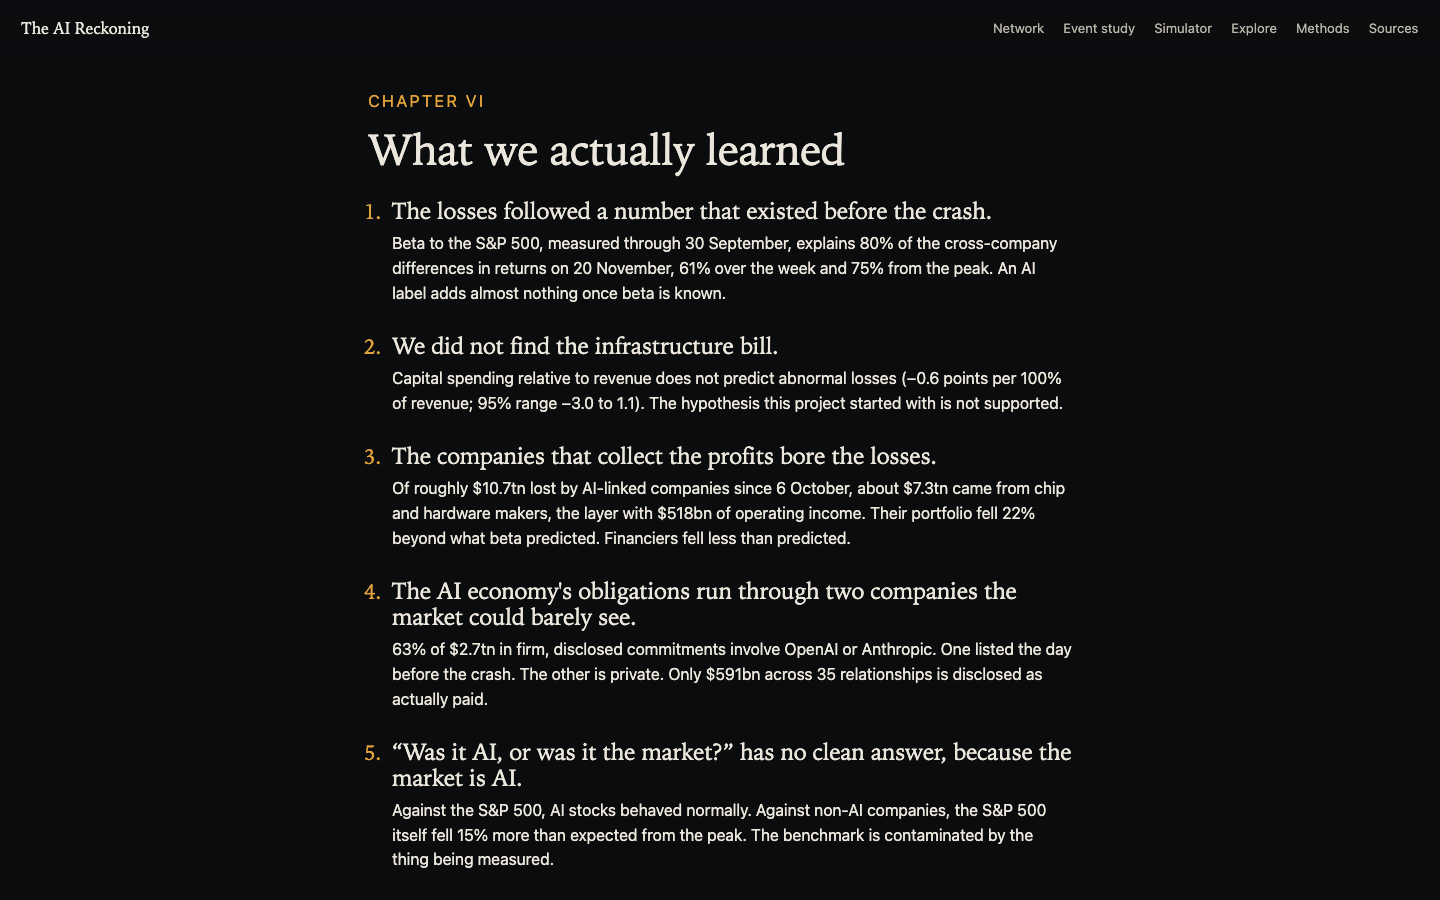 The AI Reckoning
Network Event study Simulator Explore Methods Sources
CHAPTER VI
What we actually learned
1. The losses followed a number that existed before the crash.
Beta to the S&P 500, measured through 30 September, explains 80% of the cross-company
differences in returns on 20 November, 61% over the week and 75% from the peak. An AI
label adds almost nothing once beta is known.
2. We did not find the infrastructure bill.
Capital spending relative to revenue does not predict abnormal losses (−0.6 points per 100%
of revenue; 95% range −3.0 to 1.1). The hypothesis this project started with is not supported.
3. The companies that collect the profits bore the losses.
Of roughly $10.7tn lost by AI-linked companies since 6 October, about $7.3tn came from chip
and hardware makers, the layer with $518bn of operating income. Their portfolio fell 22%
beyond what beta predicted. Financiers fell less than predicted.
4. The AI economy's obligations run through two companies the
market could barely see.
63% of $2.7tn in firm, disclosed commitments involve OpenAI or Anthropic. One listed the day
before the crash. The other is private. Only $591bn across 35 relationships is disclosed as
actually paid.
5. “Was it AI, or was it the market?” has no clean answer, because the
market is AI.
Against the S&P 500, AI stocks behaved normally. Against non-AI companies, the S&P 500
itself fell 15% more than expected from the peak. The benchmark is contaminated by the
thing being measured.